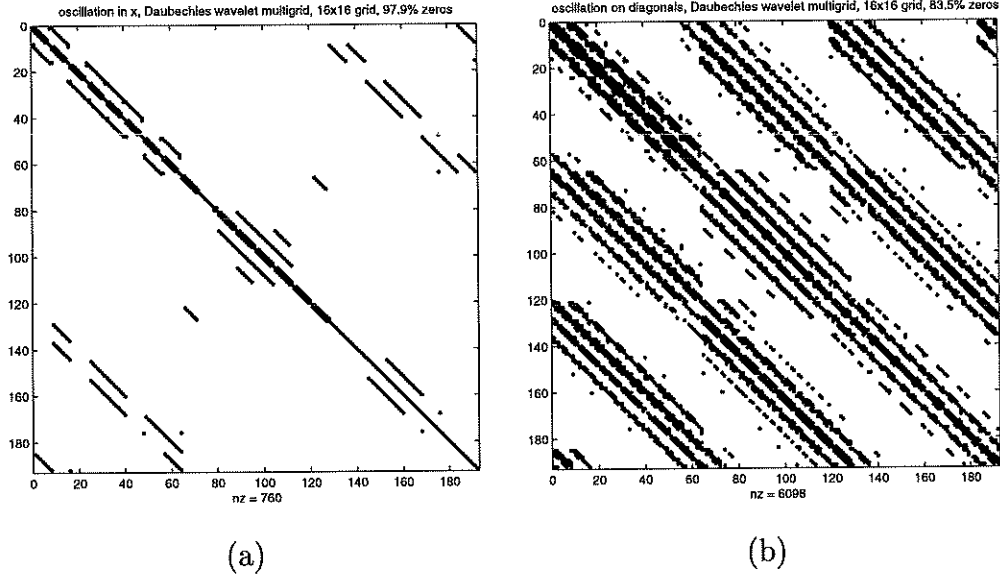 oscillation in x, Daubechies wavelet multigrid, 16x16 grid, 97.9% zeros
0
20
40
60
80
100
120
140
160
180
0 20 40 60 80 100 120 140 160
nz = 760
(a)
oscillation on diagonals, Daubechies wavelet multigrid, 16x16 grid, 83.5% zeros
0
20
40
60
80
100
120
140
160
180
0 20 40 60 80 100 120 140 160 180
nz = 6098
(b)